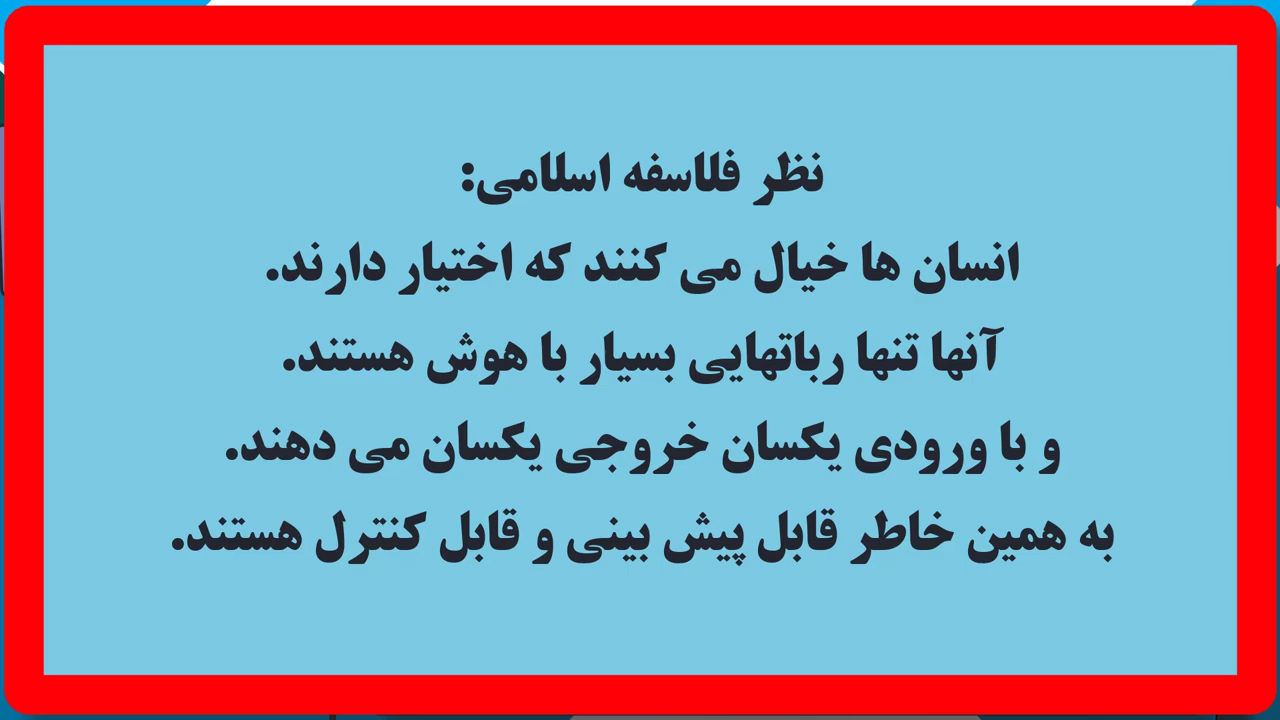 نظر فلاسفه اسلامی:
انسان ها خیال می کنند که اختیار دارند.
آنها تنها رباتهایی بسیار با هوش هستند.
و با ورودی یکسان خروجی یکسان می دهند.
به همین خاطر قابل پیش بینی و قابل کنترل هستند.